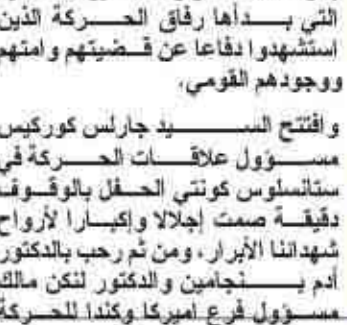 التي بدأها رفاق الحركة الذين
استشهدوا دفاعا عن قضيتهم وامتهم
ووجودهم القومي.
وافتتح السيد جارلس كوركيس
مسؤول علاقات الحركة في
ستانسلوس كونتي الحفل بالوقوف
دقيقة صمت إجلالا وإكبارا لأرواح
شهدائنا الأبرار، ومن ثم رحب بالدكتور
أدم بنجامين والدكتور لنكن مالك
مسؤول فرع اميركا وكندا للحركة